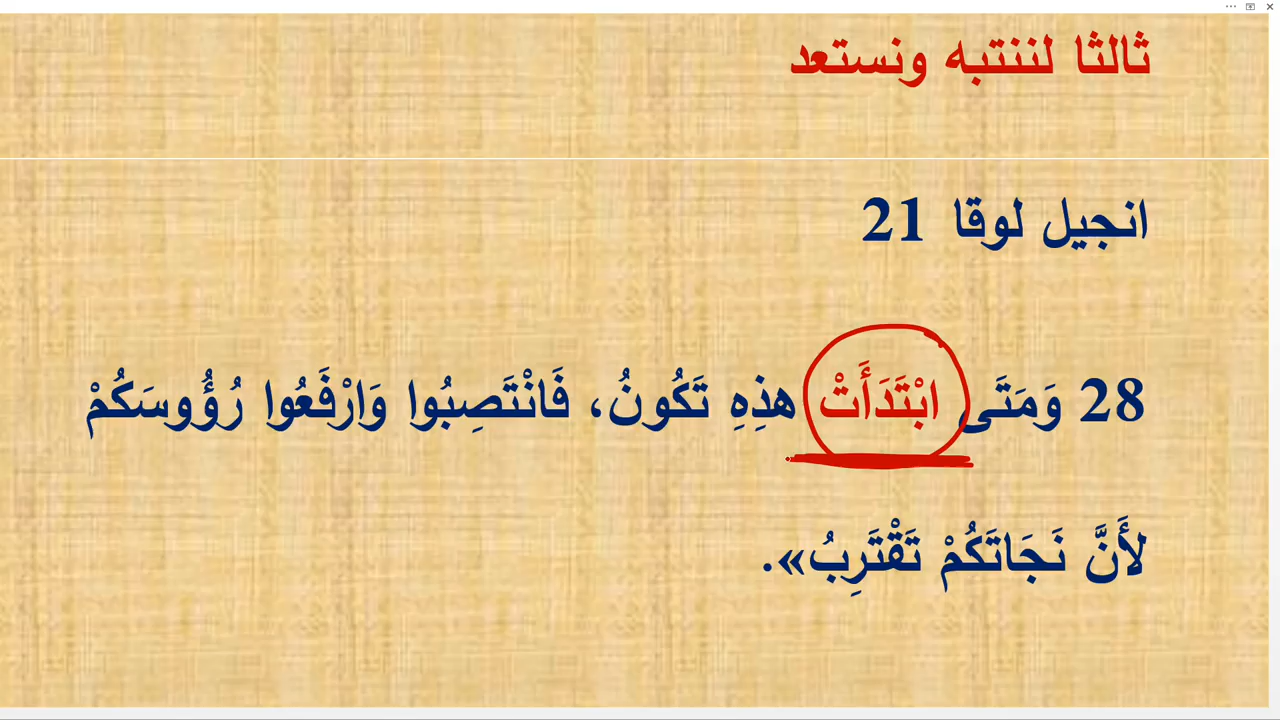 ثالثا لننتبه ونستعد
انجيل لوقا 21
28 وَمَتَى ابْتَدَأَتْ هذِهِ تَكُونُ، فَانْتَصِبُوا وَارْفَعُوا رُؤُوسَكُمْ
لأَنَّ نَجَاتَكُمْ تَقْتَرِبُ».